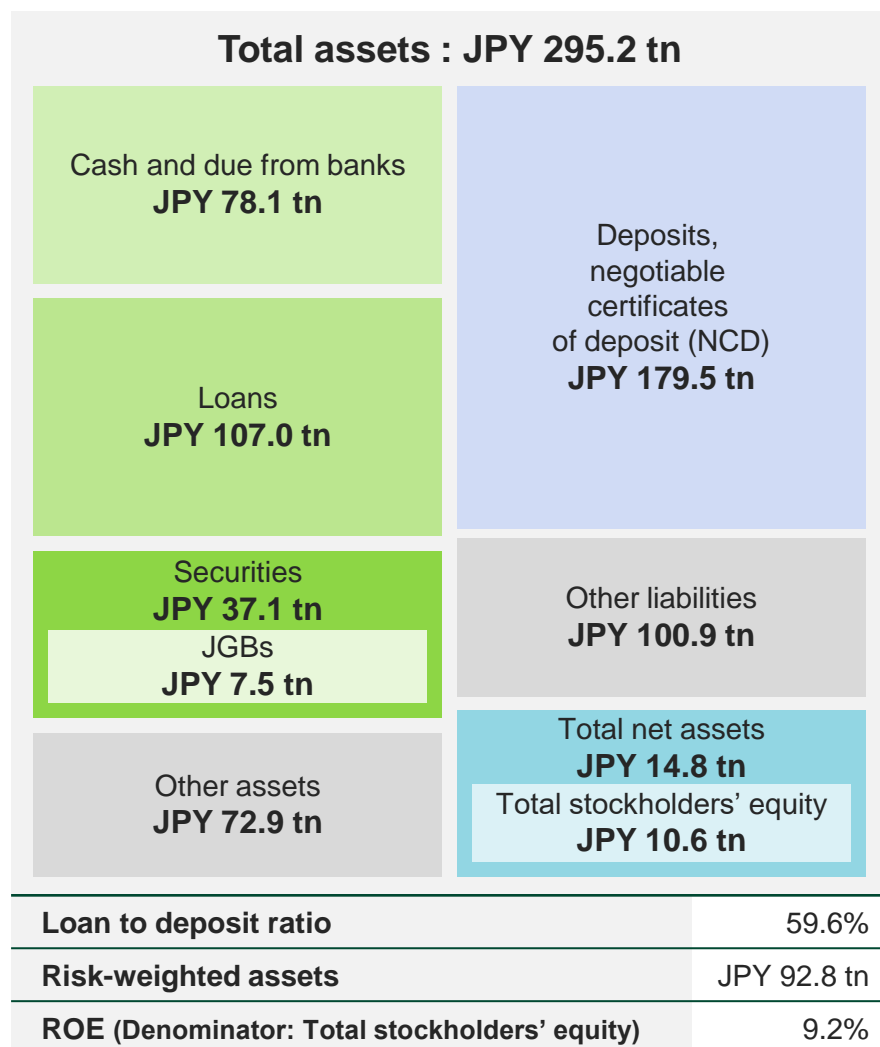 Total assets : JPY 295.2 tn
Cash and due from banks
JPY 78.1 tn
Loans
JPY 107.0 tn
Securities
JPY 37.1 tn
JGBs
JPY 7.5 tn
Other assets
JPY 72.9 tn
Deposits,
negotiable
certificates
of deposit (NCD)
JPY 179.5 tn
Other liabilities
JPY 100.9 tn
Total net assets
JPY 14.8 tn
Total stockholders’ equity
JPY 10.6 tn
Loan to deposit ratio 59.6%
Risk-weighted assets JPY 92.8 tn
ROE (Denominator: Total stockholders’ equity) 9.2%